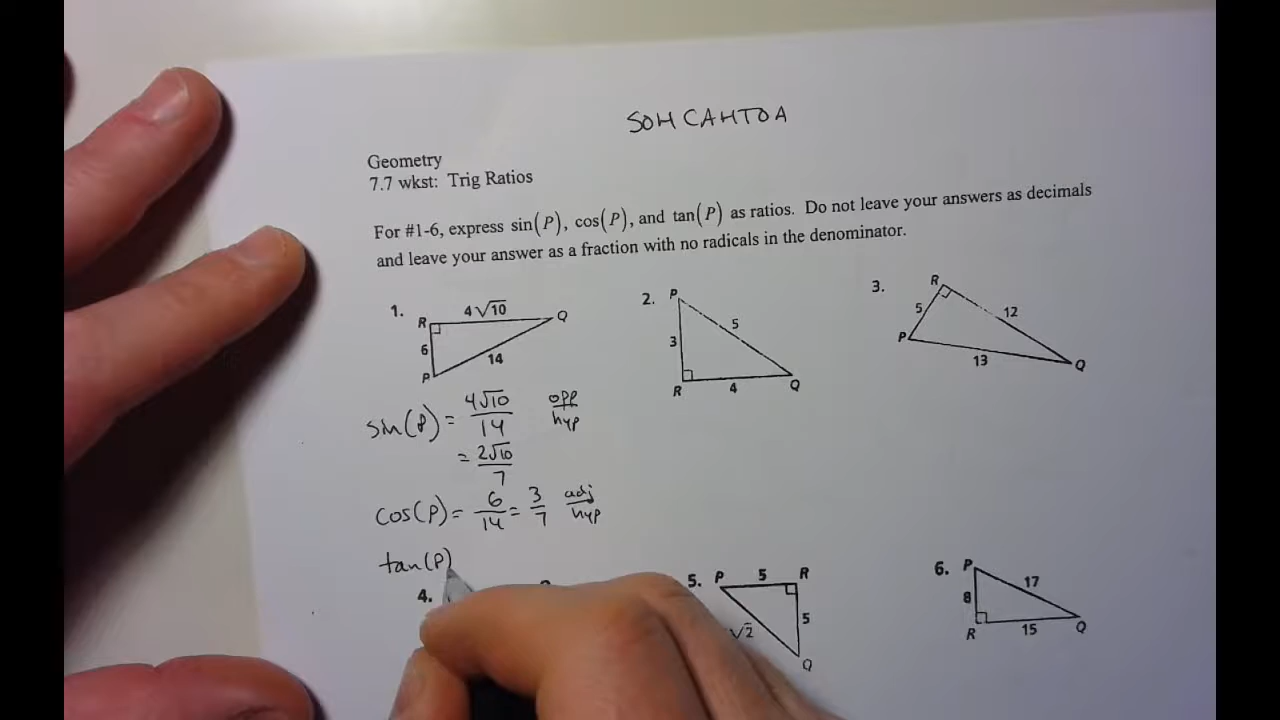 SOH CAHTOA
Geometry
7.7 wkst: Trig Ratios
For #1-6, express sin(P), cos(P), and tan(P) as ratios. Do not leave your answers as decimals
and leave your answer as a fraction with no radicals in the denominator.
1.
R 4√10 Q
6
14
P
2. P
3
5
R 4 Q
3.
R
5
12
P
13
Q
sin(P) = 4√10/14 opp/hyp
= 2√10/7
cos(P) = 6/14 = 3/7 adj/hyp
tan(P)
4.
5. P 5 R
5
√2
Q
6. P
17
8
R 15 Q